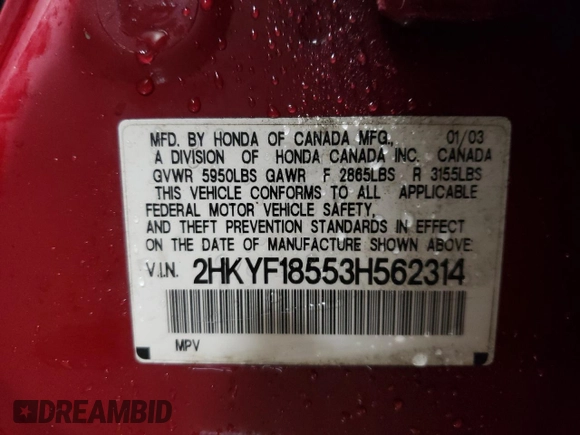 MFD. BY HONDA OF CANADA MFG., 01/03
A DIVISION OF HONDA CANADA INC. CANADA
GVWR 5950LBS GAWR F 2865LBS R 3155LBS
THIS VEHICLE CONFORMS TO ALL APPLICABLE
FEDERAL MOTOR VEHICLE SAFETY,
AND THEFT PREVENTION STANDARDS IN EFFECT
ON THE DATE OF MANUFACTURE SHOWN ABOVE
V.I.N. 2HKYF18553H562314
MPV
DREAMBID